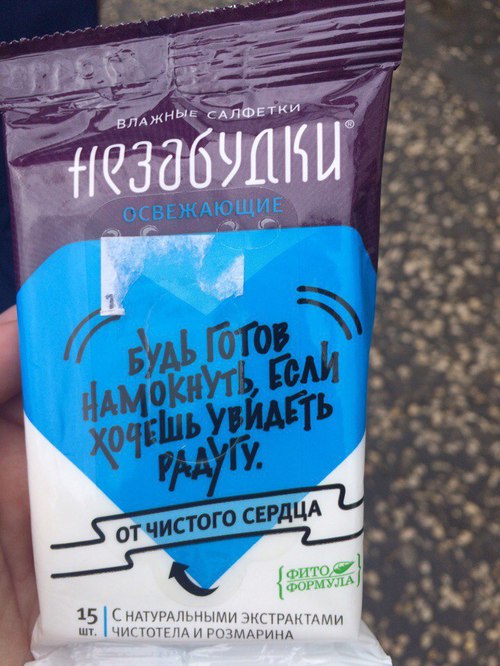 ВЛАЖНЫЕ САЛФЕТКИ
Незабудки®
ОСВЕЖАЮЩИЕ
БУДЬ ГОТОВ
НАМОКНУТЬ, ЕСЛИ
ХОЧЕШЬ УВИДЕТЬ
РАДУГУ.
ОТ ЧИСТОГО СЕРДЦА
ФИТО
ФОРМУЛА
15 С НАТУРАЛЬНЫМИ ЭКСТРАКТАМИ
ШТ. ЧИСТОТЕЛА И РОЗМАРИНА